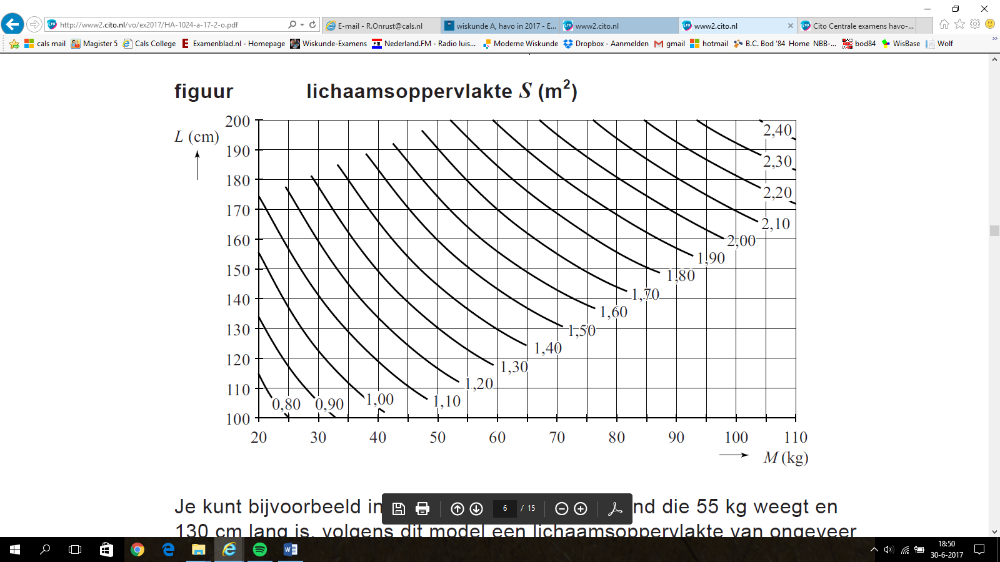 http://www2.cito.nl/vo/ex2017/HA-1024-a-17-2-o.pdf
E-mail - R.Onrust@cals.nl
wiskunde A, havo in 2017 - E...
www2.cito.nl
www2.cito.nl
Cito Centrale examens havo-...
cals mail
Magister 5
Cals College
Examenblad.nl - Homepage
Wiskunde-Examens
Nederland.FM - Radio luis...
Moderne Wiskunde
Dropbox - Aanmelden
gmail
hotmail
B.C. Bod '84 Home NBB-...
bod84
WisBase
Wolf
figuur lichaamsoppervlakte S (m²)
L (cm)
200
190
180
170
160
150
140
130
120
110
100
2,40
2,30
2,20
2,10
2,00
1,90
1,80
1,70
1,60
1,50
1,40
1,30
1,20
1,10
1,00
0,90
0,80
20 30 40 50 60 70 80 90 100 110
M (kg)
Je kunt bijvoorbeeld in nd die 55 kg weegt en
6 / 15
130 cm lang is, volgens dit model een lichaamsoppervlakte van ongeveer
18:50
30-6-2017